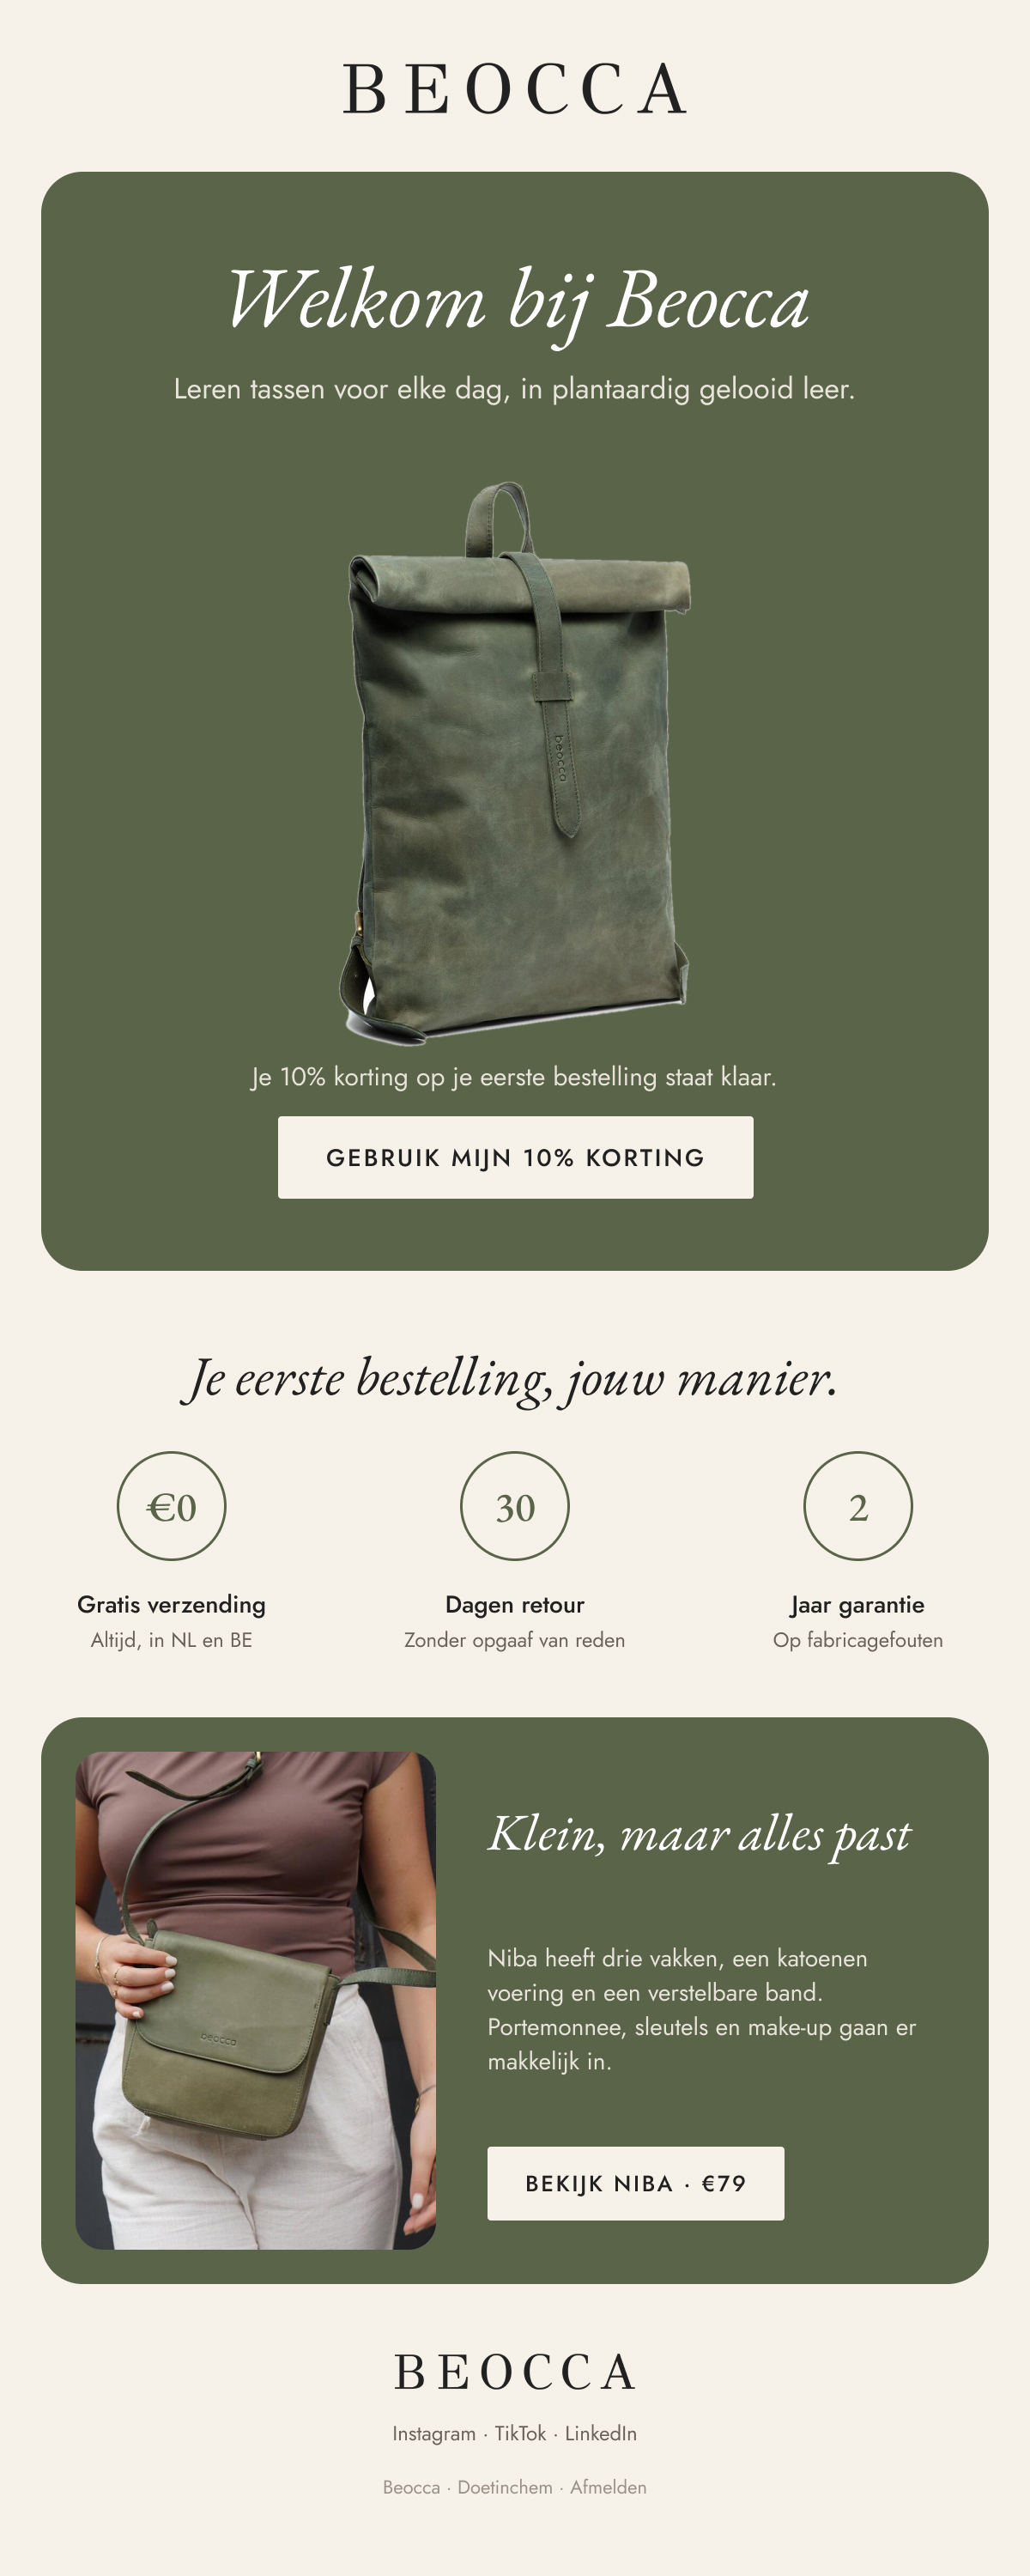 BEOCCA
Welkom bij Beocca
Leren tassen voor elke dag, in plantaardig gelooid leer.
beocca
Je 10% korting op je eerste bestelling staat klaar.
GEBRUIK MIJN 10% KORTING
Je eerste bestelling, jouw manier.
€0
30
2
Gratis verzending
Dagen retour
Jaar garantie
Altijd, in NL en BE
Zonder opgaaf van reden
Op fabricagefouten
Klein, maar alles past
Niba heeft drie vakken, een katoenen
voering en een verstelbare band.
Portemonnee, sleutels en make-up gaan er
makkelijk in.
beocca
BEKIJK NIBA · €79
BEOCCA
Instagram · TikTok · LinkedIn
Beocca · Doetinchem · Afmelden